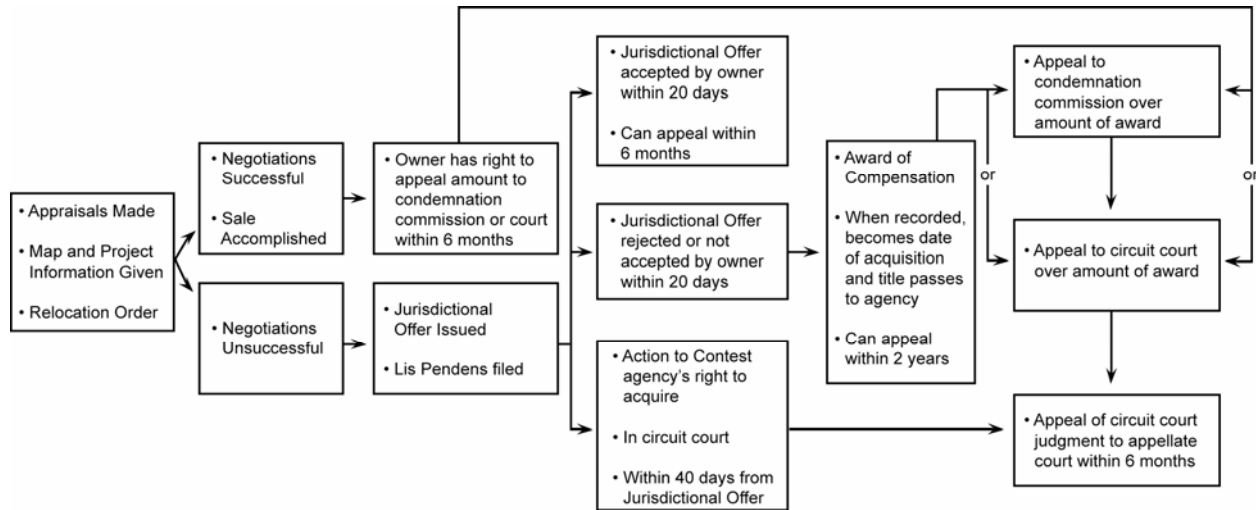 • Appraisals Made
• Map and Project
Information Given
• Relocation Order
• Negotiations
Successful
• Sale
Accomplished
• Negotiations
Unsuccessful
• Owner has right to
appeal amount to
condemnation
commission or court
within 6 months
• Jurisdictional
Offer Issued
• Lis Pendens filed
• Jurisdictional Offer
accepted by owner
within 20 days
• Can appeal within
6 months
• Jurisdictional Offer
rejected or not
accepted by owner
within 20 days
• Action to Contest
agency's right to
acquire
• In circuit court
• Within 40 days from
Jurisdictional Offer
• Award of
Compensation
• When recorded,
becomes date
of acquisition
and title passes
to agency
• Can appeal
within 2 years
or
• Appeal to
condemnation
commission over
amount of award
or
• Appeal to circuit court
over amount of award
• Appeal of circuit court
judgment to appellate
court within 6 months